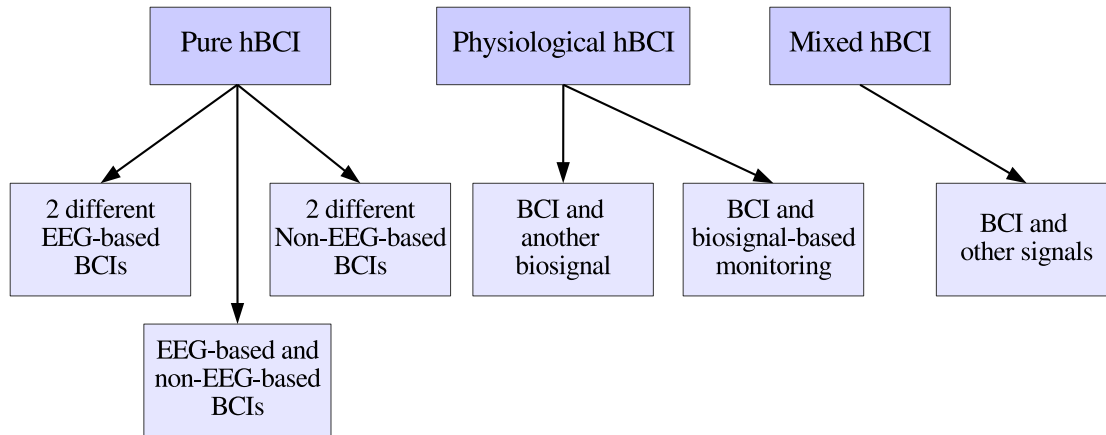 Pure hBCI
Physiological hBCI
Mixed hBCI
2 different
EEG-based
BCIs
2 different
Non-EEG-based
BCIs
BCI and
another
biosignal
BCI and
biosignal-based
monitoring
BCI and
other signals
EEG-based and
non-EEG-based
BCIs